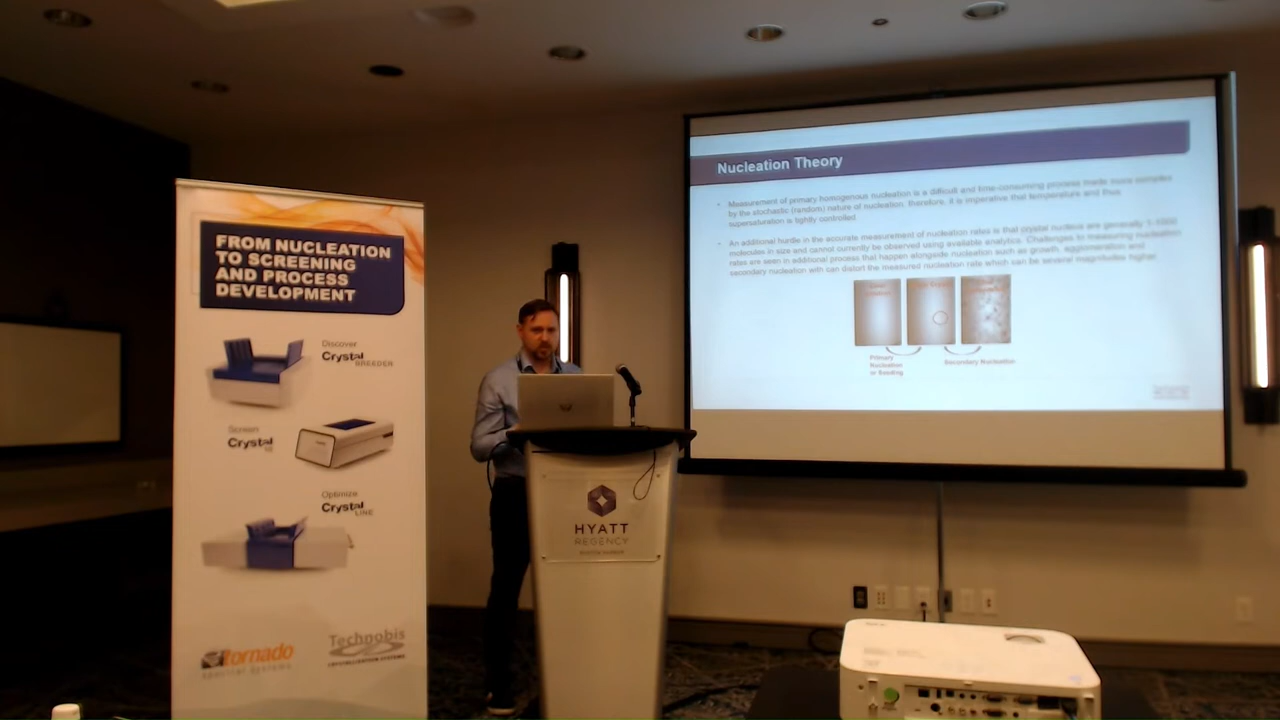 FROM NUCLEATION
TO SCREENING
AND PROCESS
DEVELOPMENT
Discover
Crystal BREEDER
Screen
Crystal
Optimize
Crystal LINE
tornado
spectral systems
Technobis
CRYSTALLIZATION SYSTEMS
HYATT
REGENCY
BOSTON HARBOR
Nucleation Theory
• Measurement of primary homogenous nucleation is a difficult and time-consuming process made more complex
by the stochastic (random) nature of nucleation, therefore, it is imperative that temperature and thus
supersaturation is tightly controlled.
• An additional hurdle in the accurate measurement of nucleation rates is that crystal nucleus are generally 1-1000
molecules in size and cannot currently be observed using available analytics. Challenges in measuring nucleation
rates are seen in additional process that happen alongside nucleation such as growth, agglomeration and
secondary nucleation with can distort the measured nucleation rate which can be several magnitudes higher.
Primary
Nucleation
or Seeding
Secondary Nucleation